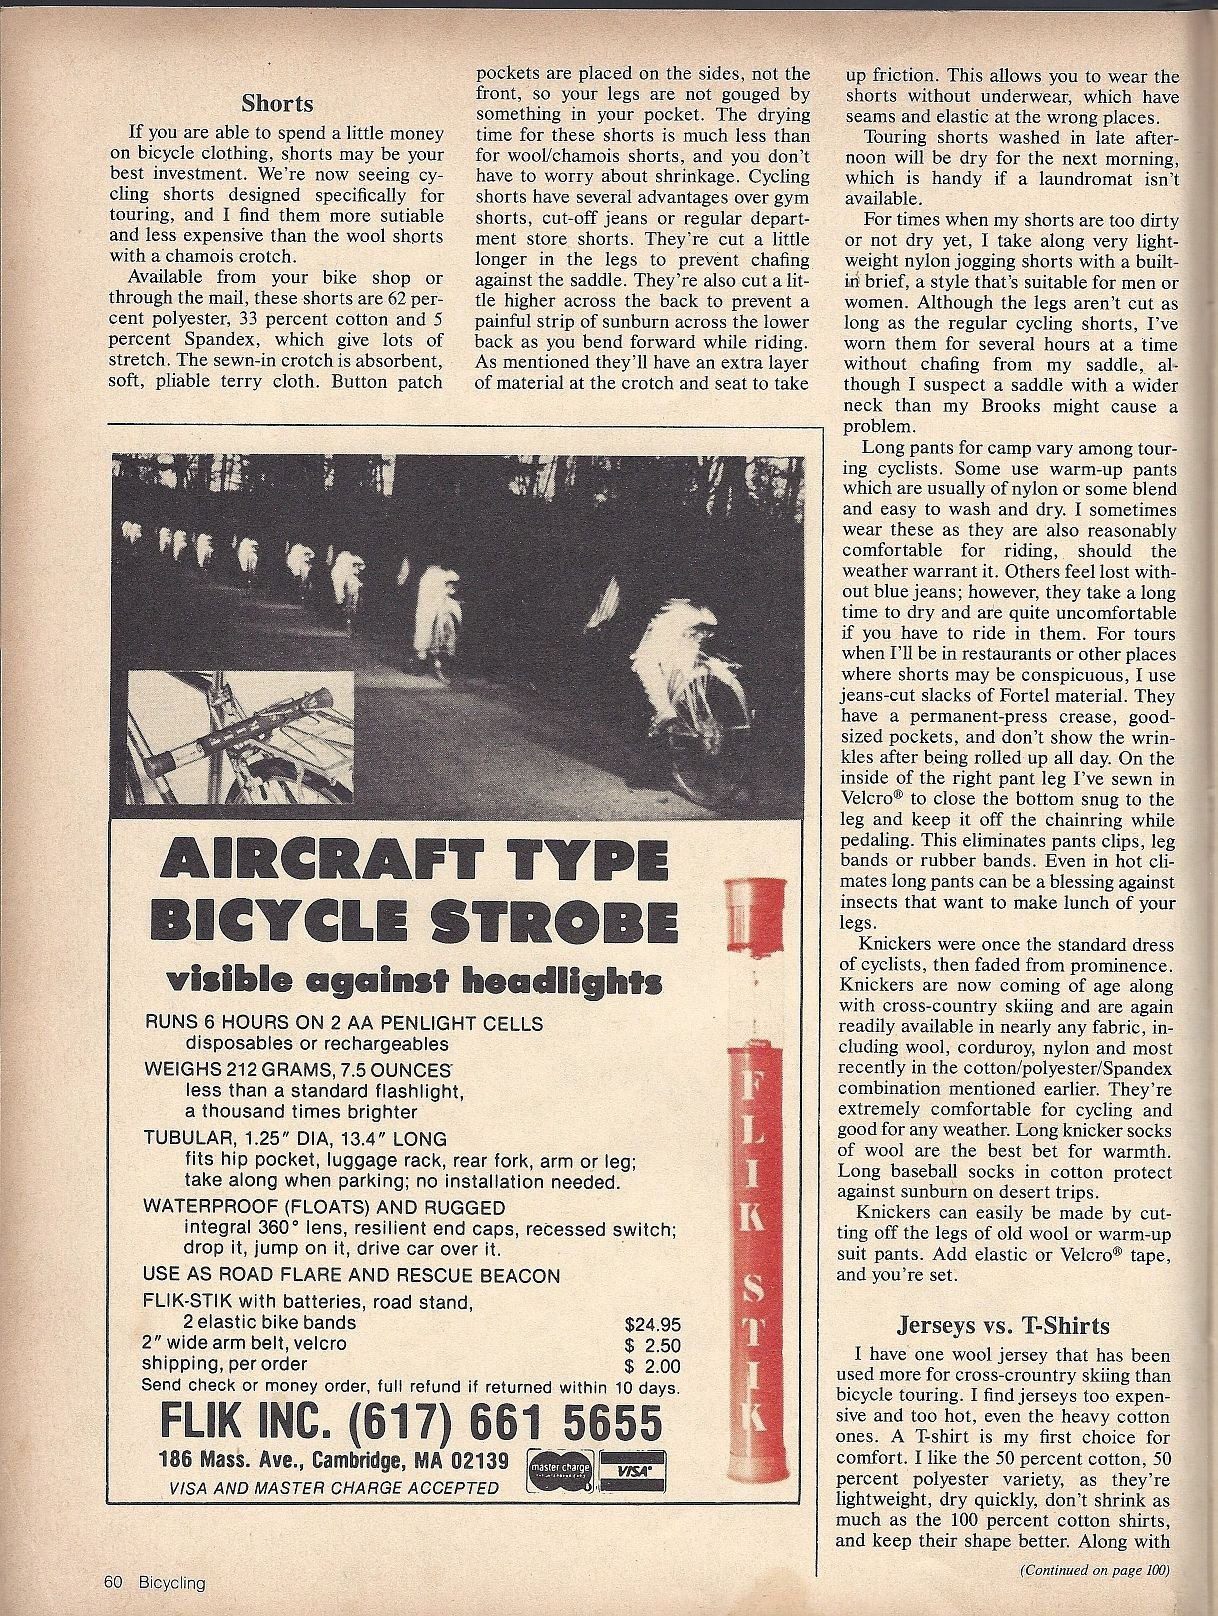 Shorts
If you are able to spend a little money
on bicycle clothing, shorts may be your
best investment. We're now seeing cy-
cling shorts designed specifically for
touring, and I find them more sutiable
and less expensive than the wool shorts
with a chamois crotch.
Available from your bike shop or
through the mail, these shorts are 62 per-
cent polyester, 33 percent cotton and 5
percent Spandex, which give lots of
stretch. The sewn-in crotch is absorbent,
soft, pliable terry cloth. Button patch
pockets are placed on the sides, not the
front, so your legs are not gouged by
something in your pocket. The drying
time for these shorts is much less than
for wool/chamois shorts, and you don't
have to worry about shrinkage. Cycling
shorts have several advantages over gym
shorts, cut-off jeans or regular depart-
ment store shorts. They're cut a little
longer in the legs to prevent chafing
against the saddle. They're also cut a lit-
tle higher across the back to prevent a
painful strip of sunburn across the lower
back as you bend forward while riding.
As mentioned they'll have an extra layer
of material at the crotch and seat to take
up friction. This allows you to wear the
shorts without underwear, which have
seams and elastic at the wrong places.
Touring shorts washed in late after-
noon will be dry for the next morning,
which is handy if a laundromat isn't
available.
For times when my shorts are too dirty
or not dry yet, I take along very light-
weight nylon jogging shorts with a built-
in brief, a style that's suitable for men or
women. Although the legs aren't cut as
long as the regular cycling shorts, I've
worn them for several hours at a time
without chafing from my saddle, al-
though I suspect a saddle with a wider
neck than my Brooks might cause a
problem.
Long pants for camp vary among tour-
ing cyclists. Some use warm-up pants
which are usually of nylon or some blend
and easy to wash and dry. I sometimes
wear these as they are also reasonably
comfortable for riding, should the
weather warrant it. Others feel lost with-
out blue jeans; however, they take a long
time to dry and are quite uncomfortable
if you have to ride in them. For tours
when I'll be in restaurants or other places
where shorts may be conspicuous, I use
jeans-cut slacks of Fortel material. They
have a permanent-press crease, good-
sized pockets, and don't show the wrin-
kles after being rolled up all day. On the
inside of the right pant leg I've sewn in
Velcro® to close the bottom snug to the
leg and keep it off the chainring while
pedaling. This eliminates pants clips, leg
bands or rubber bands. Even in hot cli-
mates long pants can be a blessing against
insects that want to make lunch of your
legs.
Knickers were once the standard dress
of cyclists, then faded from prominence.
Knickers are now coming of age along
with cross-country skiing and are again
readily available in nearly any fabric, in-
cluding wool, corduroy, nylon and most
recently in the cotton/polyester/Spandex
combination mentioned earlier. They're
extremely comfortable for cycling and
good for any weather. Long knicker socks
of wool are the best bet for warmth.
Long baseball socks in cotton protect
against sunburn on desert trips.
Knickers can easily be made by cut-
ting off the legs of old wool or warm-up
suit pants. Add elastic or Velcro® tape,
and you're set.
Jerseys vs. T-Shirts
I have one wool jersey that has been
used more for cross-crountry skiing than
bicycle touring. I find jerseys too expen-
sive and too hot, even the heavy cotton
ones. A T-shirt is my first choice for
comfort. I like the 50 percent cotton, 50
percent polyester variety, as they're
lightweight, dry quickly, don't shrink as
much as the 100 percent cotton shirts,
and keep their shape better. Along with
(Continued on page 100)
AIRCRAFT TYPE
BICYCLE STROBE
visible against headlights
RUNS 6 HOURS ON 2 AA PENLIGHT CELLS
disposables or rechargeables
WEIGHS 212 GRAMS, 7.5 OUNCES
less than a standard flashlight,
a thousand times brighter
TUBULAR, 1.25" DIA, 13.4" LONG
fits hip pocket, luggage rack, rear fork, arm or leg;
take along when parking; no installation needed.
WATERPROOF (FLOATS) AND RUGGED
integral 360° lens, resilient end caps, recessed switch;
drop it, jump on it, drive car over it.
USE AS ROAD FLARE AND RESCUE BEACON
FLIK-STIK with batteries, road stand,
2 elastic bike bands $24.95
2" wide arm belt, velcro $ 2.50
shipping, per order $ 2.00
Send check or money order, full refund if returned within 10 days.
FLIK INC. (617) 661 5655
186 Mass. Ave., Cambridge, MA 02139
master charge
VISA
VISA AND MASTER CHARGE ACCEPTED
FLIK STIK
60 Bicycling